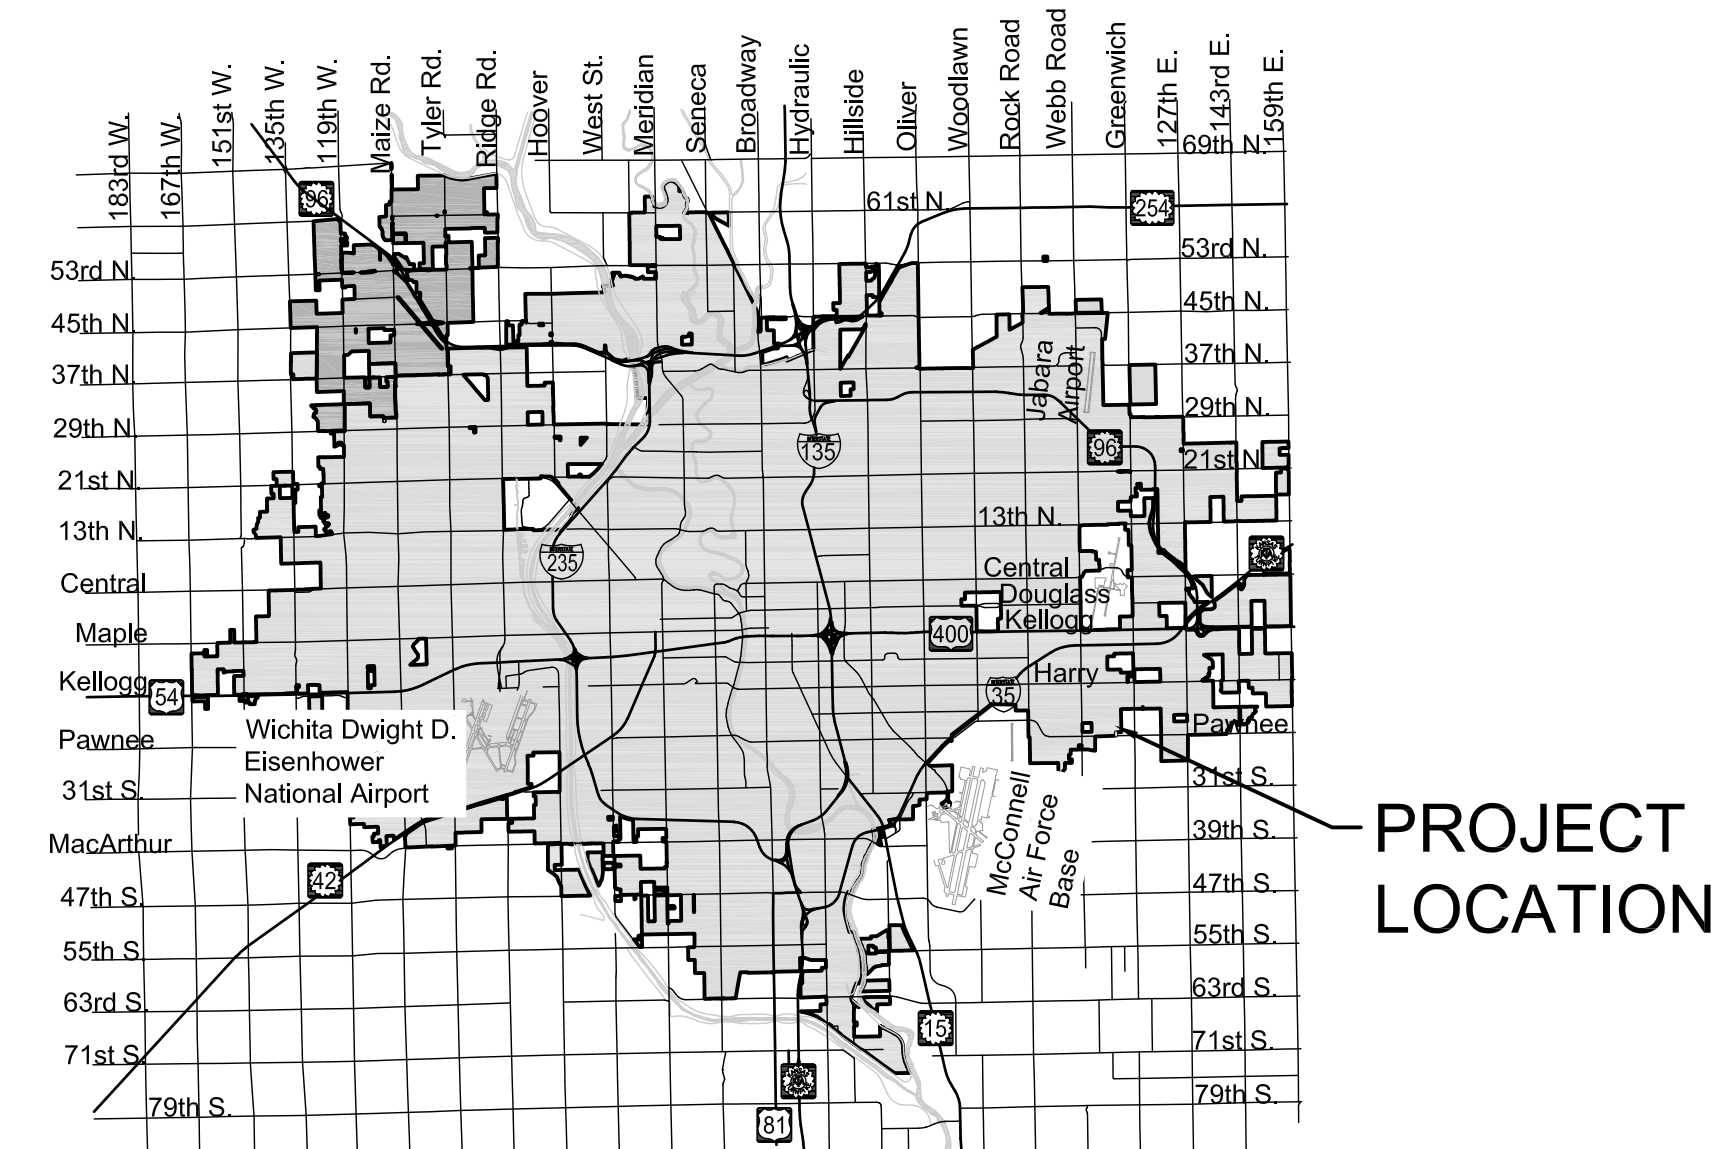 183rd W.
167th W.
151st W.
135th W.
119th W.
Maize Rd.
Tyler Rd.
Ridge Rd.
Hoover
West St.
Meridian
Seneca
Broadway
Hydraulic
Hillside
Oliver
Woodlawn
Rock Road
Webb Road
Greenwich
127th E.
143rd E.
159th E.
69th N.
96
61st N.
254
53rd N.
53rd N.
45th N.
45th N.
37th N.
37th N.
Jabara
Airport
29th N.
29th N.
135
96
21st N.
21st N.
13th N.
13th N.
235
Central
Central
Douglass
Maple
Kellogg
400
Kellogg
54
Harry
35
Pawnee
Wichita Dwight D.
Eisenhower
National Airport
Pawnee
31st S.
31st S.
McConnell
Air Force
Base
PROJECT
LOCATION
MacArthur
39th S.
42
47th S.
47th S.
55th S.
55th S.
63rd S.
63rd S.
15
71st S.
71st S.
79th S.
79th S.
81